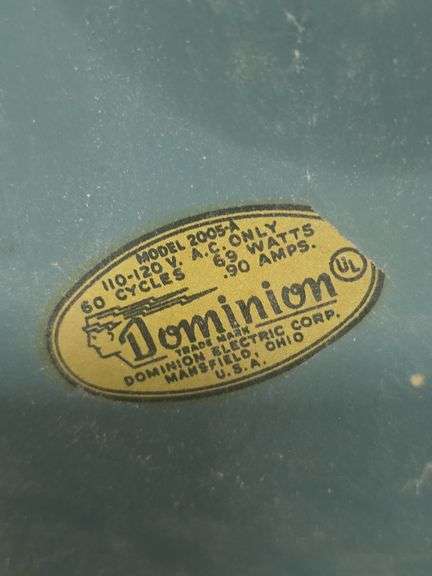 MODEL 2005-A
110-120 V. A.C. ONLY
60 CYCLES 69 WATTS
.90 AMPS.
UL
Dominion
TRADE MARK
DOMINION ELECTRIC CORP.
MANSFIELD, OHIO
U.S.A.